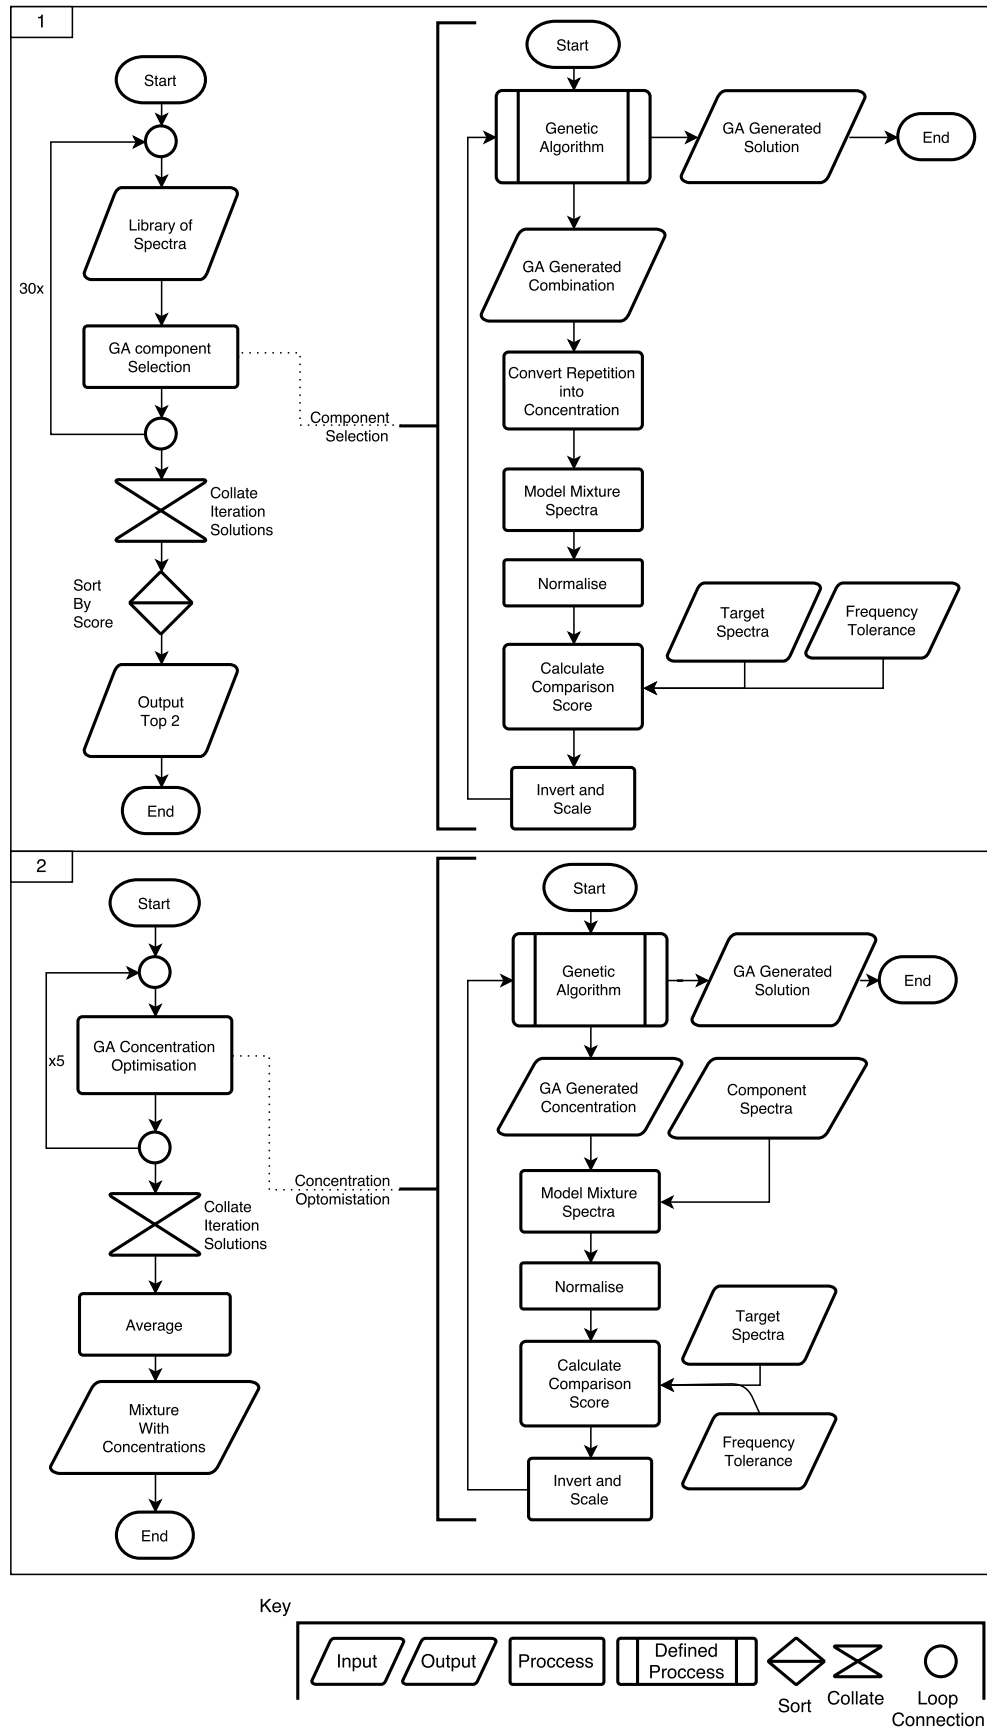 1
Start
30x
Library of
Spectra
GA component
Selection
Collate
Iteration
Solutions
Sort
By
Score
Output
Top 2
End
Component
Selection
Start
Genetic
Algorithm
GA Generated
Solution
End
GA Generated
Combination
Convert Repetition
into
Concentration
Model Mixture
Spectra
Normalise
Target
Spectra
Frequency
Tolerance
Calculate
Comparison
Score
Invert and
Scale
2
Start
x5
GA Concentration
Optimisation
Collate
Iteration
Solutions
Average
Mixture
With
Concentrations
End
Concentration
Optomistation
Start
Genetic
Algorithm
GA Generated
Solution
End
GA Generated
Concentration
Component
Spectra
Model Mixture
Spectra
Normalise
Target
Spectra
Calculate
Comparison
Score
Frequency
Tolerance
Invert and
Scale
Key
Input
Output
Proccess
Defined
Proccess
Sort
Collate
Loop
Connection